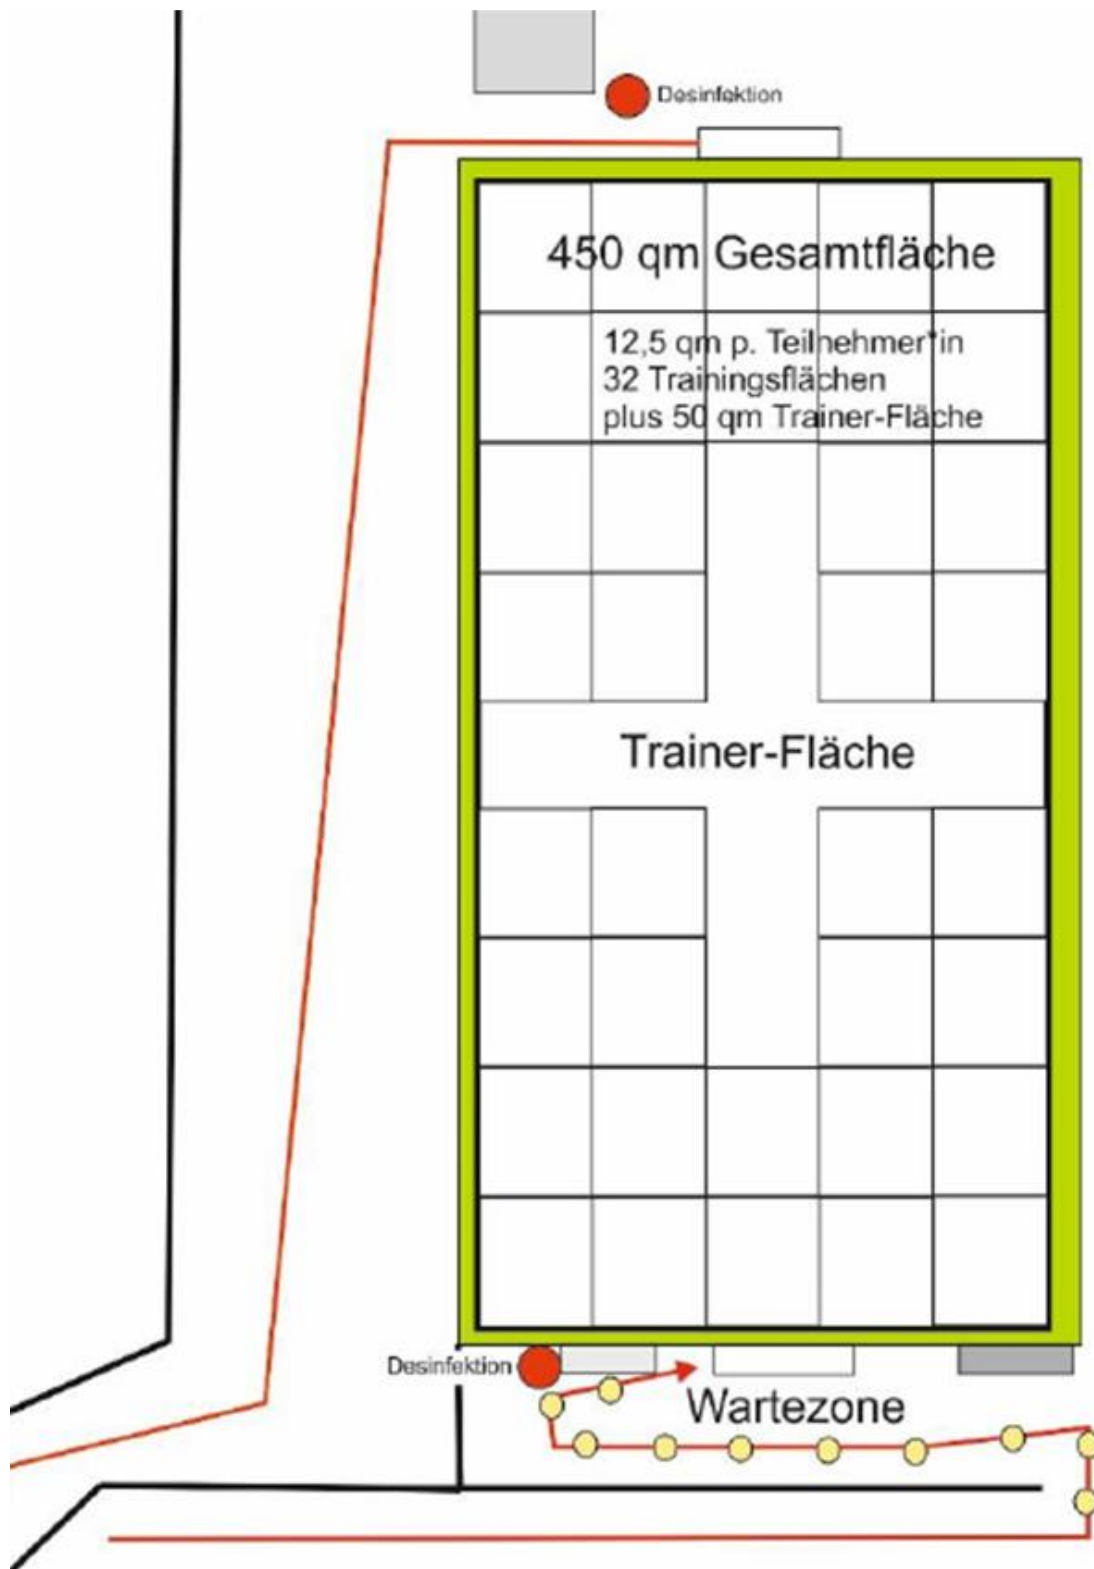 Desinfektion
450 qm Gesamtfläche
12,5 qm p. Teilnehmer*in
32 Trainingsflächen
plus 50 qm Trainer-Fläche
Trainer-Fläche
Desinfektion
Wartezone